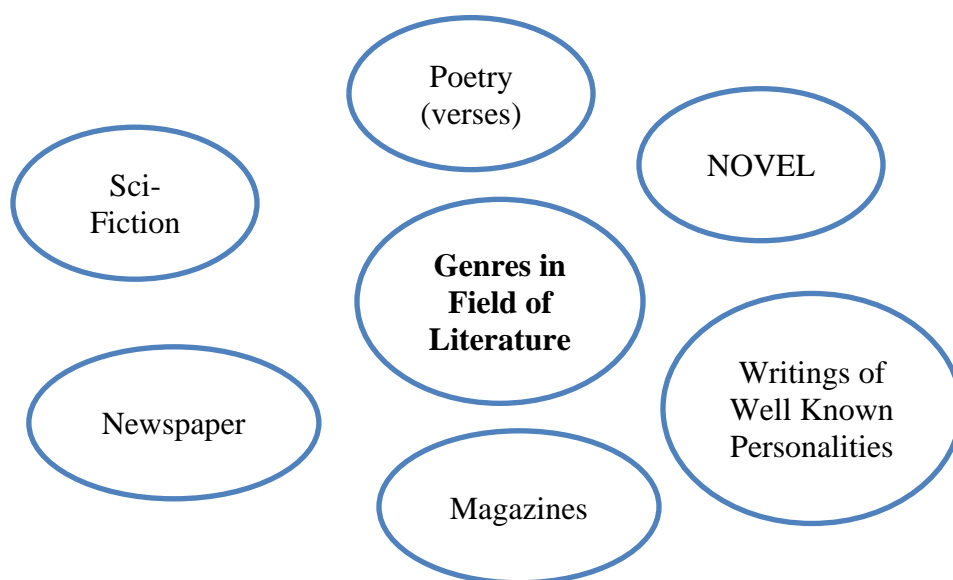 Poetry
(verses)
NOVEL
Sci-
Fiction
Genres in
Field of
Literature
Writings of
Well Known
Personalities
Newspaper
Magazines